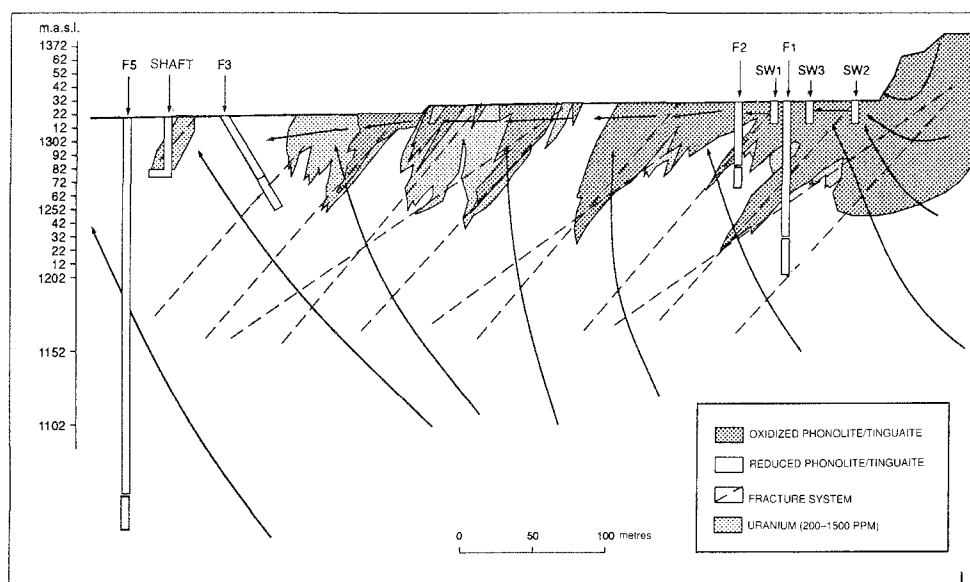 m.a.s.l.
1372
62
52
42
32
22
12
1302
92
82
72
62
1252
42
32
22
12
1202
1152
1102
F5
SHAFT
F3
F2
F1
SW1
SW3
SW2
OXIDIZED PHONOLITE/TINGUAITE
REDUCED PHONOLITE/TINGUAITE
FRACTURE SYSTEM
URANIUM (200–1500 PPM)
0 50 100 metres